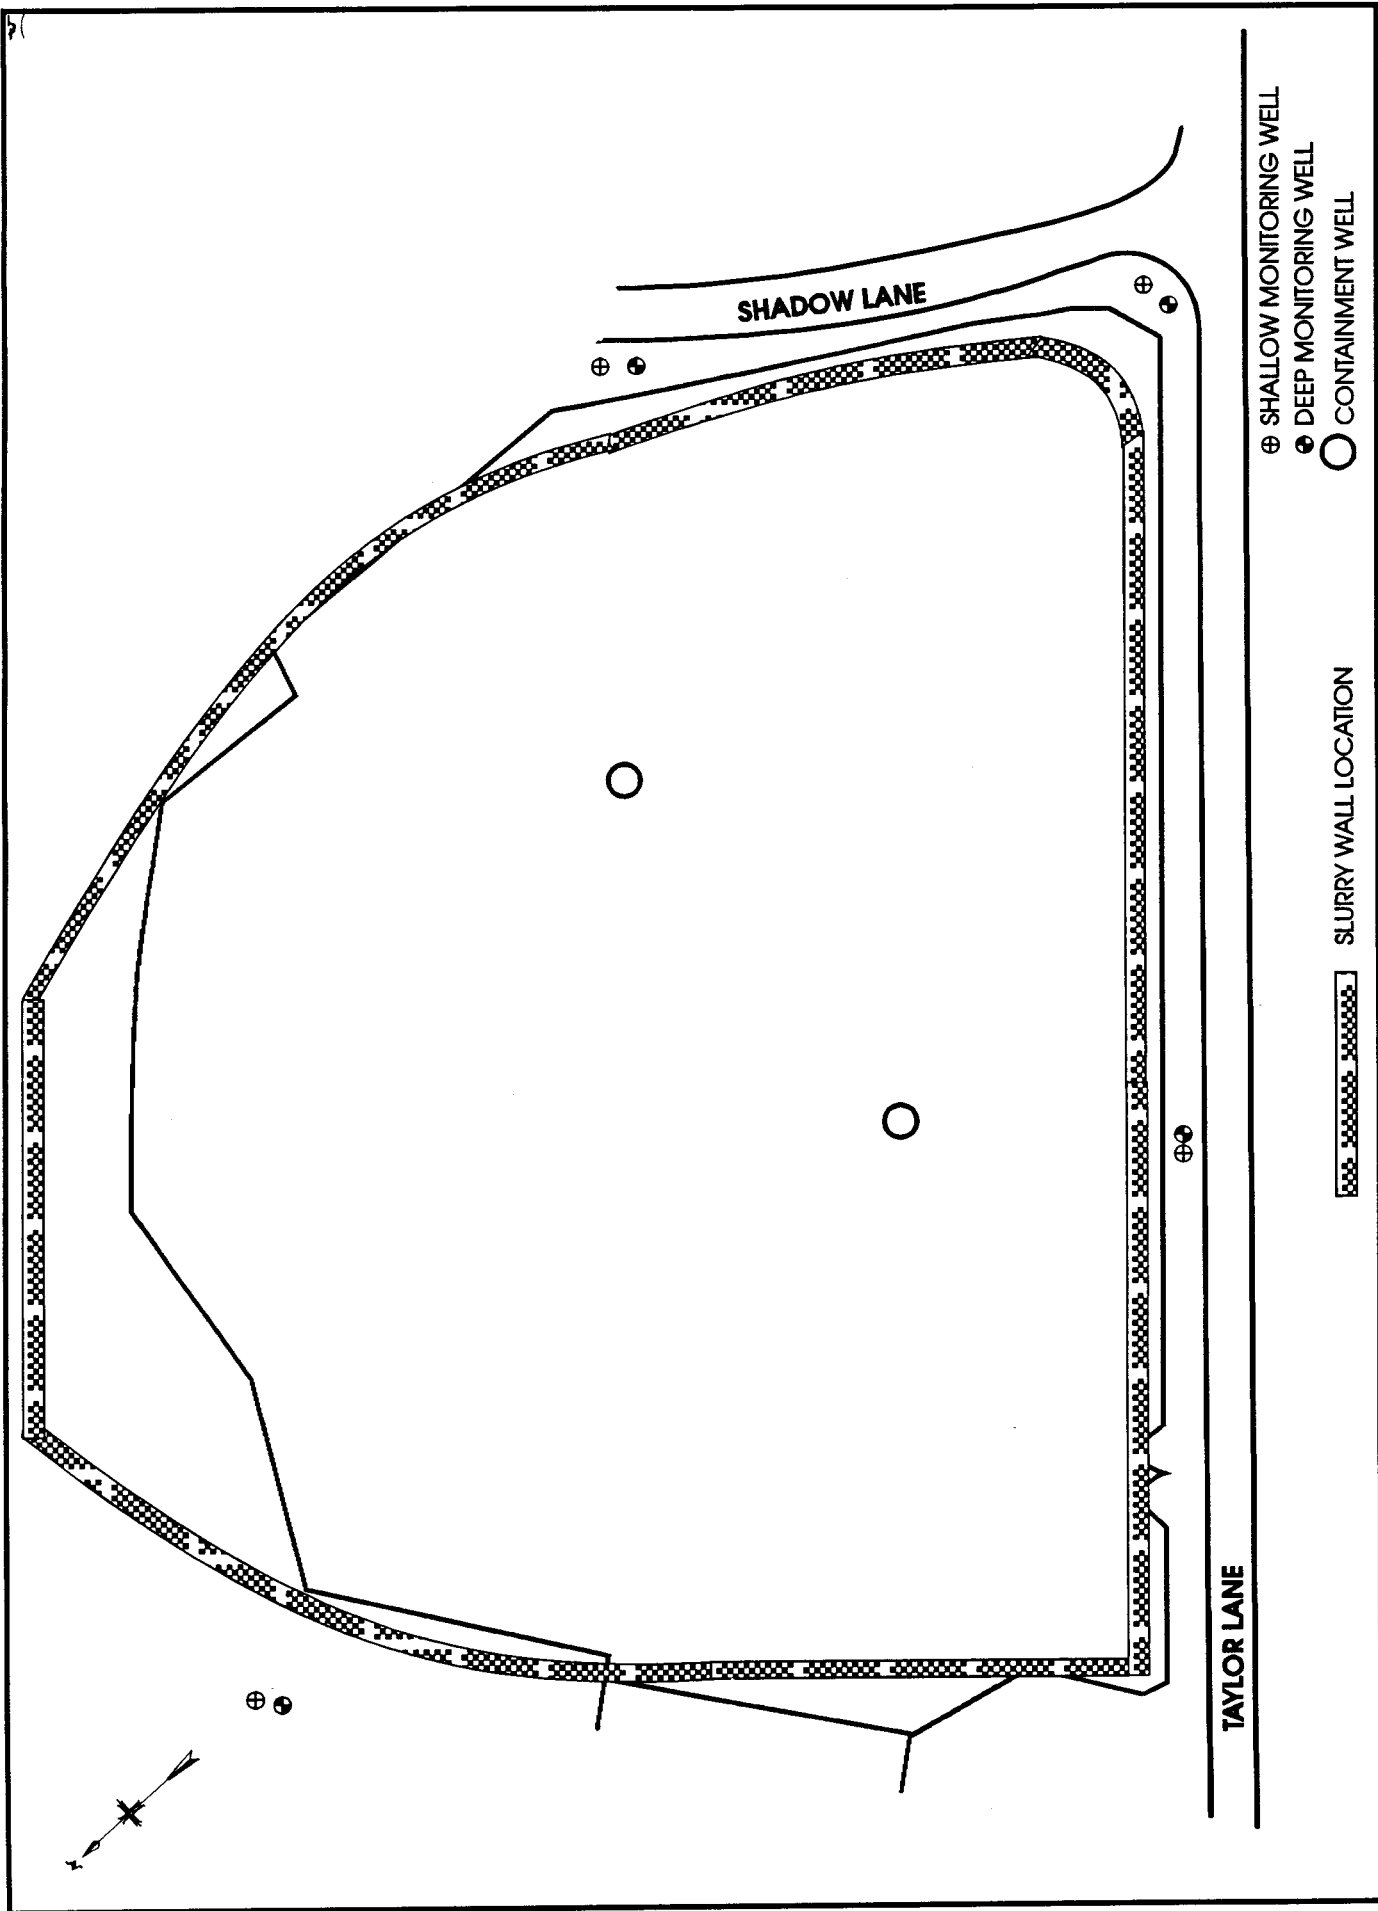 SHADOW LANE
TAYLOR LANE
SHALLOW MONITORING WELL
DEEP MONITORING WELL
CONTAINMENT WELL
SLURRY WALL LOCATION